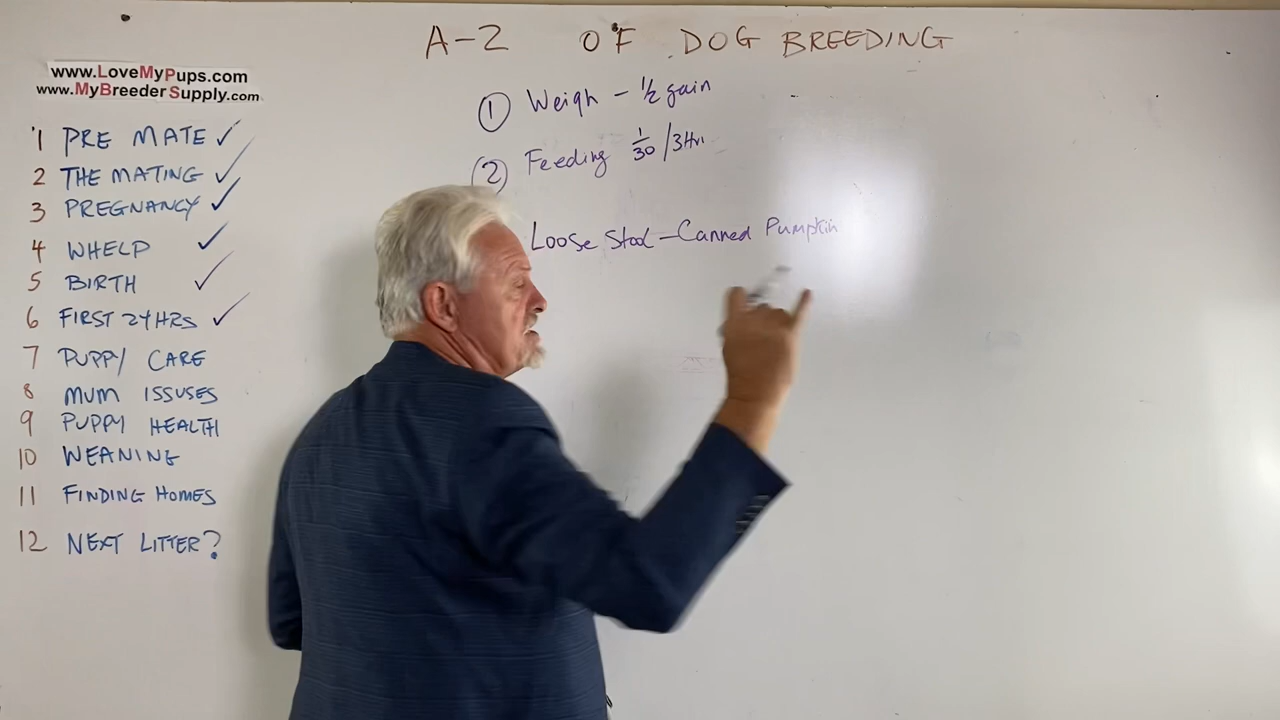 A-Z OF DOG BREEDING
www.LoveMyPups.com
www.MyBreederSupply.com
1 PRE MATE ✓
2 THE MATING ✓
3 PREGNANCY ✓
4 WHELP ✓
5 BIRTH ✓
6 FIRST 24HRS ✓
7 PUPPY CARE
8 MUM ISSUSES
9 PUPPY HEALTH
10 WEANING
11 FINDING HOMES
12 NEXT LITTER?
① Weigh - ½ gain
② Feeding 1/30 /3Hrs
Loose Stool - Canned Pumpkin